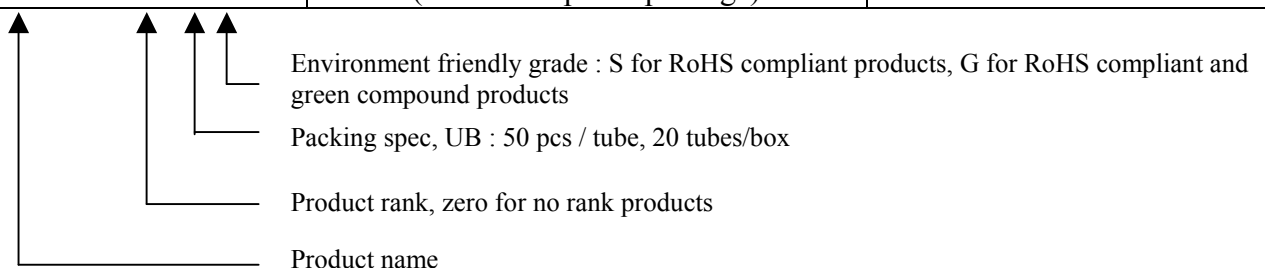 Environment friendly grade : S for RoHS compliant products, G for RoHS compliant and
green compound products
Packing spec, UB : 50 pcs / tube, 20 tubes/box
Product rank, zero for no rank products
Product name